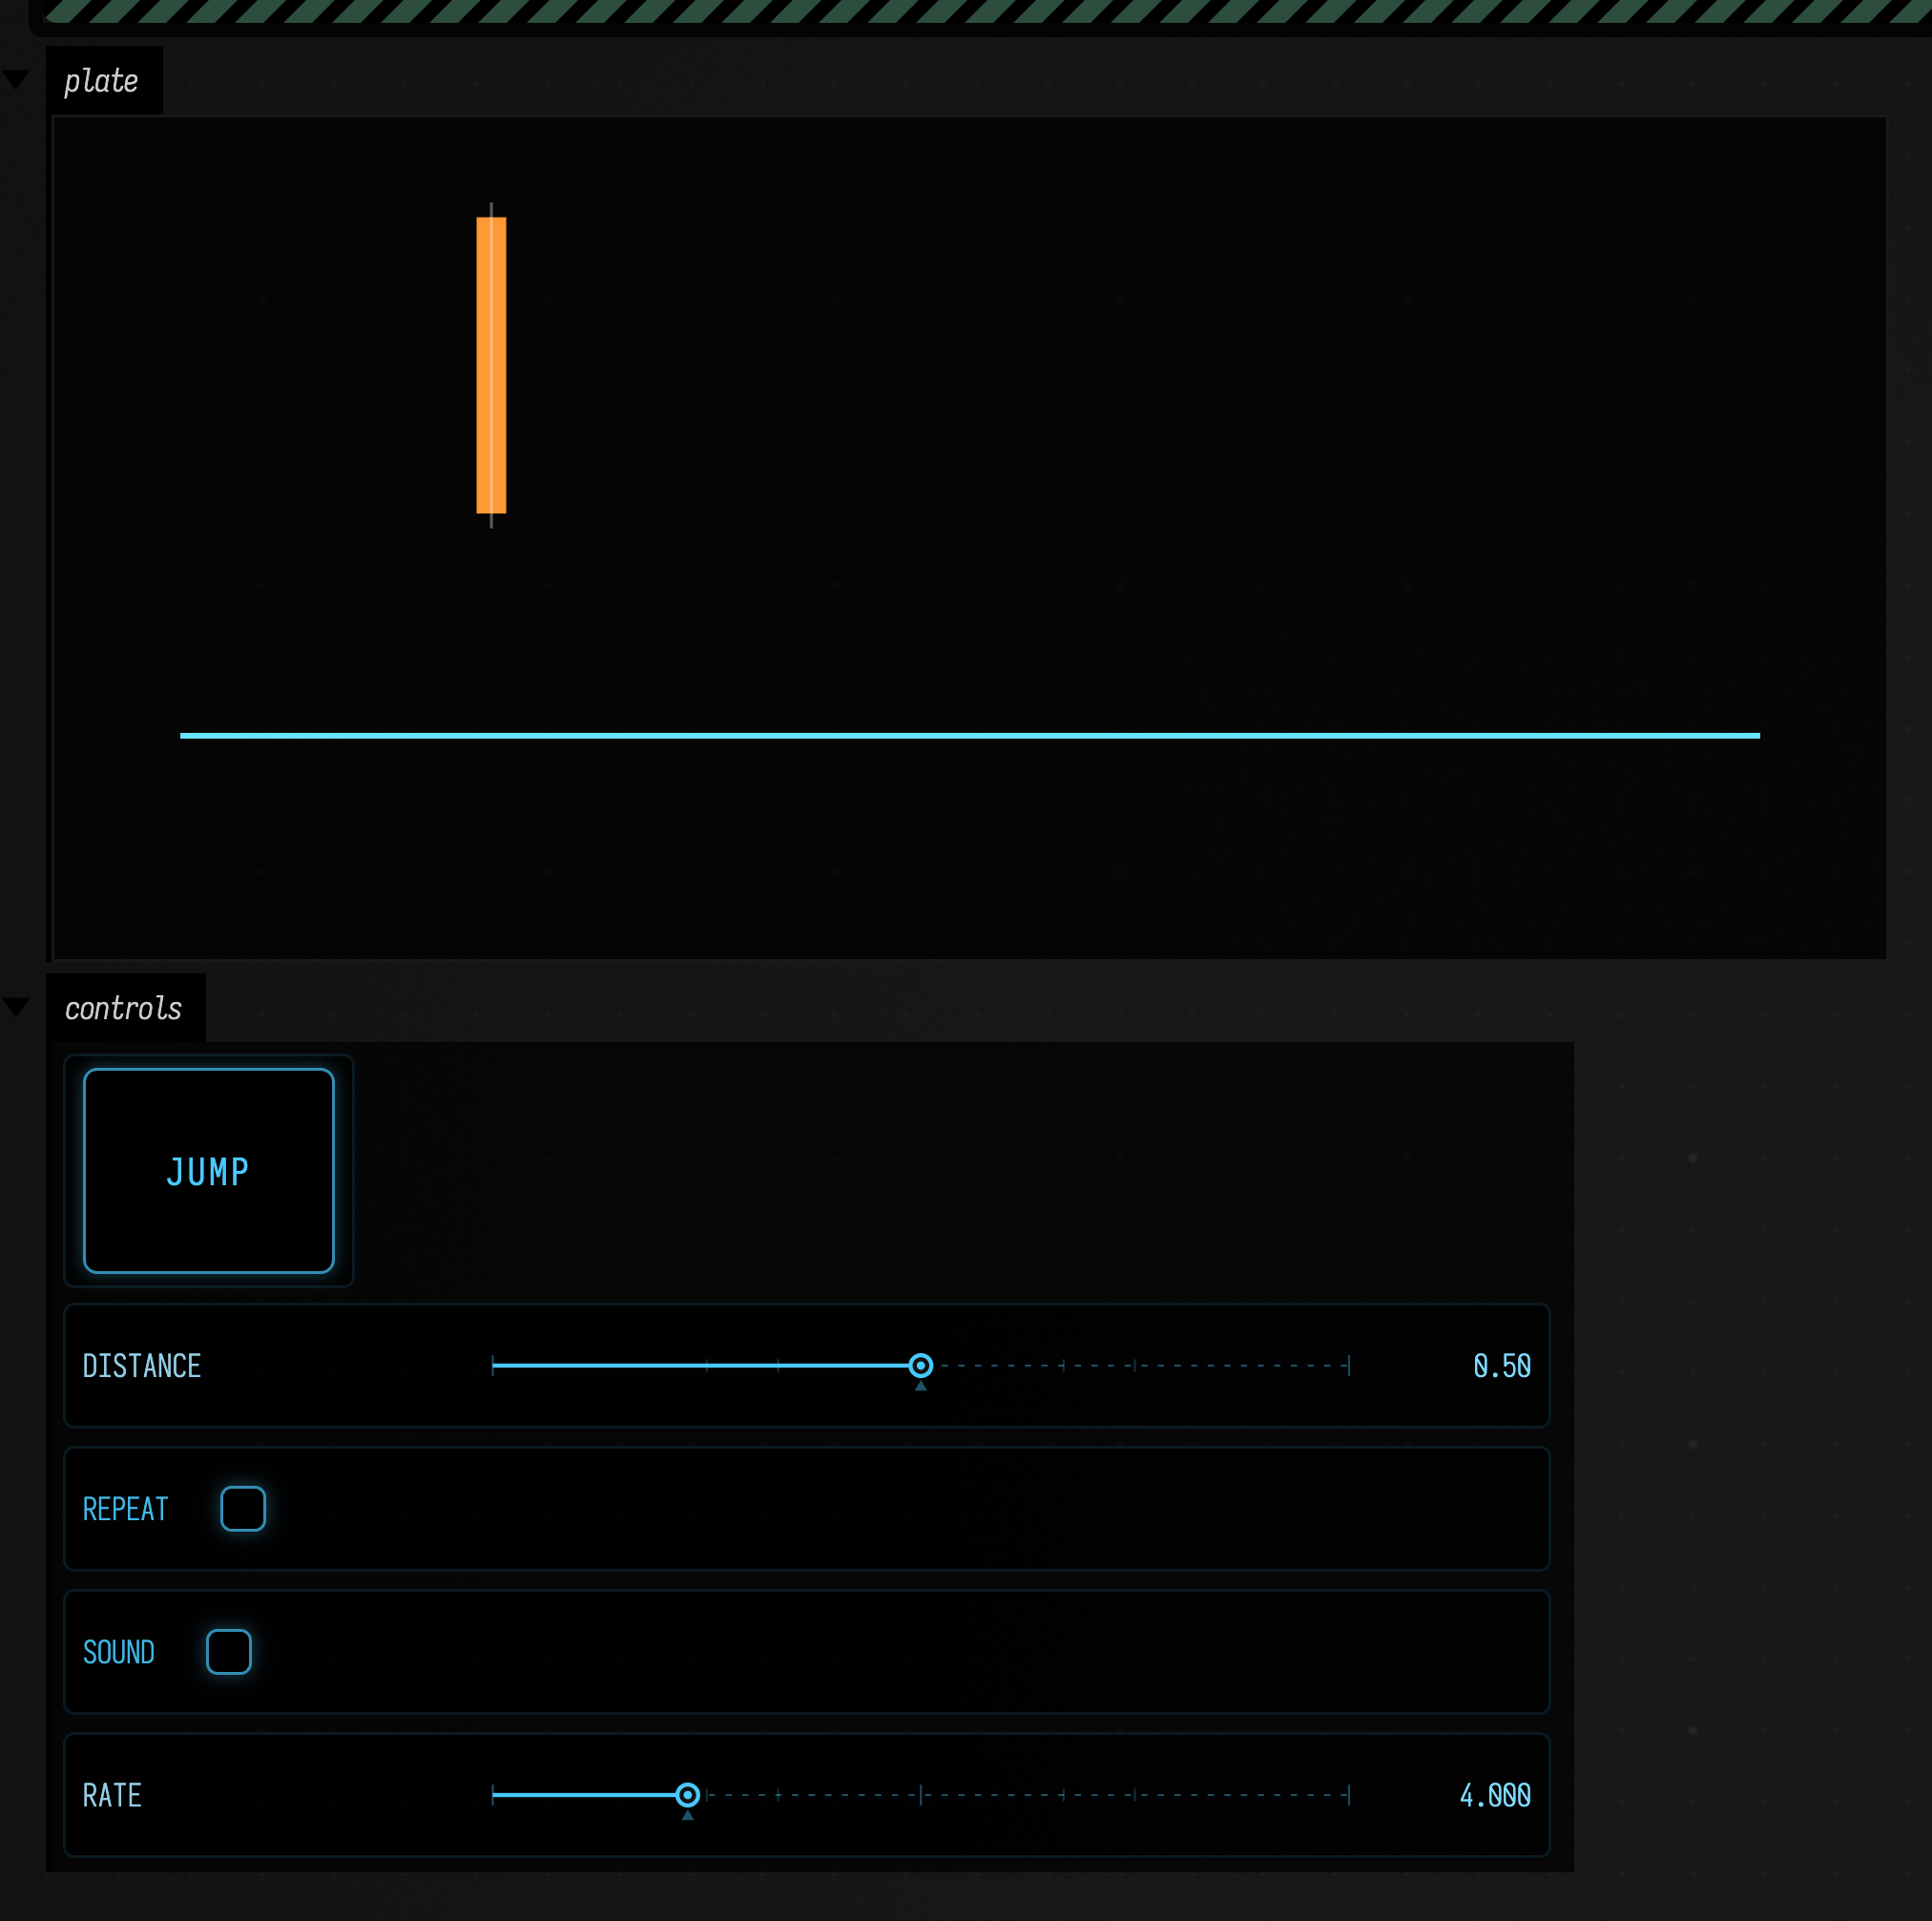 plate
controls
JUMP
DISTANCE 0.50
REPEAT
SOUND
RATE 4.000